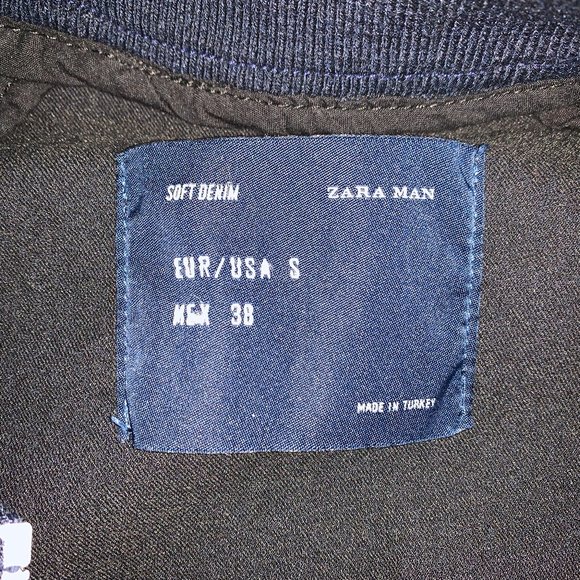 SOFT DENIM ZARA MAN
EUR/USA S
MEX 38
MADE IN TURKEY